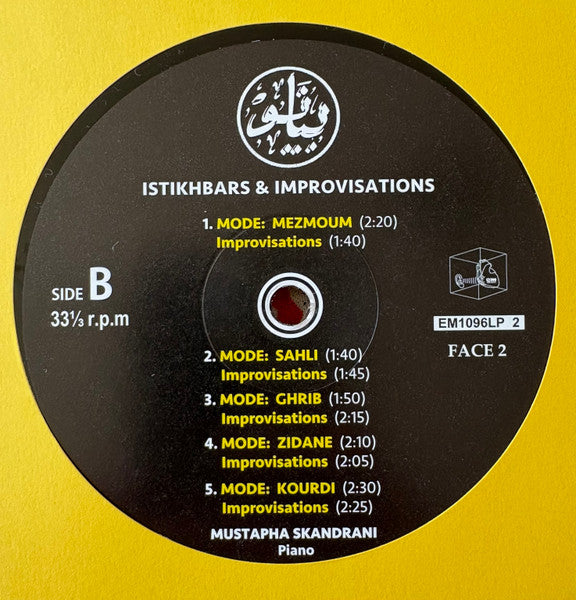 بيانو
ISTIKHBARS & IMPROVISATIONS
1. MODE: MEZMOUM (2:20)
Improvisations (1:40)
SIDE B
33⅓ r.p.m
EM1096LP 2
FACE 2
2. MODE: SAHLI (1:40)
Improvisations (1:45)
3. MODE: GHRIB (1:50)
Improvisations (2:15)
4. MODE: ZIDANE (2:10)
Improvisations (2:05)
5. MODE: KOURDI (2:30)
Improvisations (2:25)
MUSTAPHA SKANDRANI
Piano